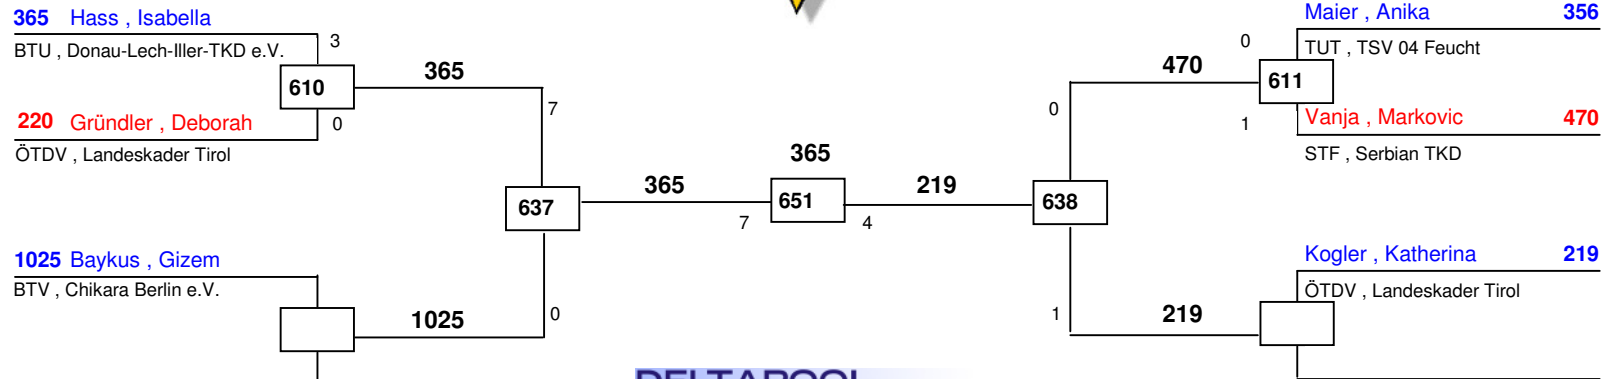 365 Hass , Isabella
BTU , Donau-Lech-Iller-TKD e.V.
3
610
365
220 Gründler , Deborah
0
ÖTDV , Landeskader Tirol
7
637
365
1025 Baykus , Gizem
BTV , Chikara Berlin e.V.
1025
0
365
7
651
4
219
Maier , Anika 356
0
TUT , TSV 04 Feucht
470
611
0
1
Vanja , Markovic 470
STF , Serbian TKD
638
Kogler , Katherina 219
ÖTDV , Landeskader Tirol
1
219
DELTAPOOL